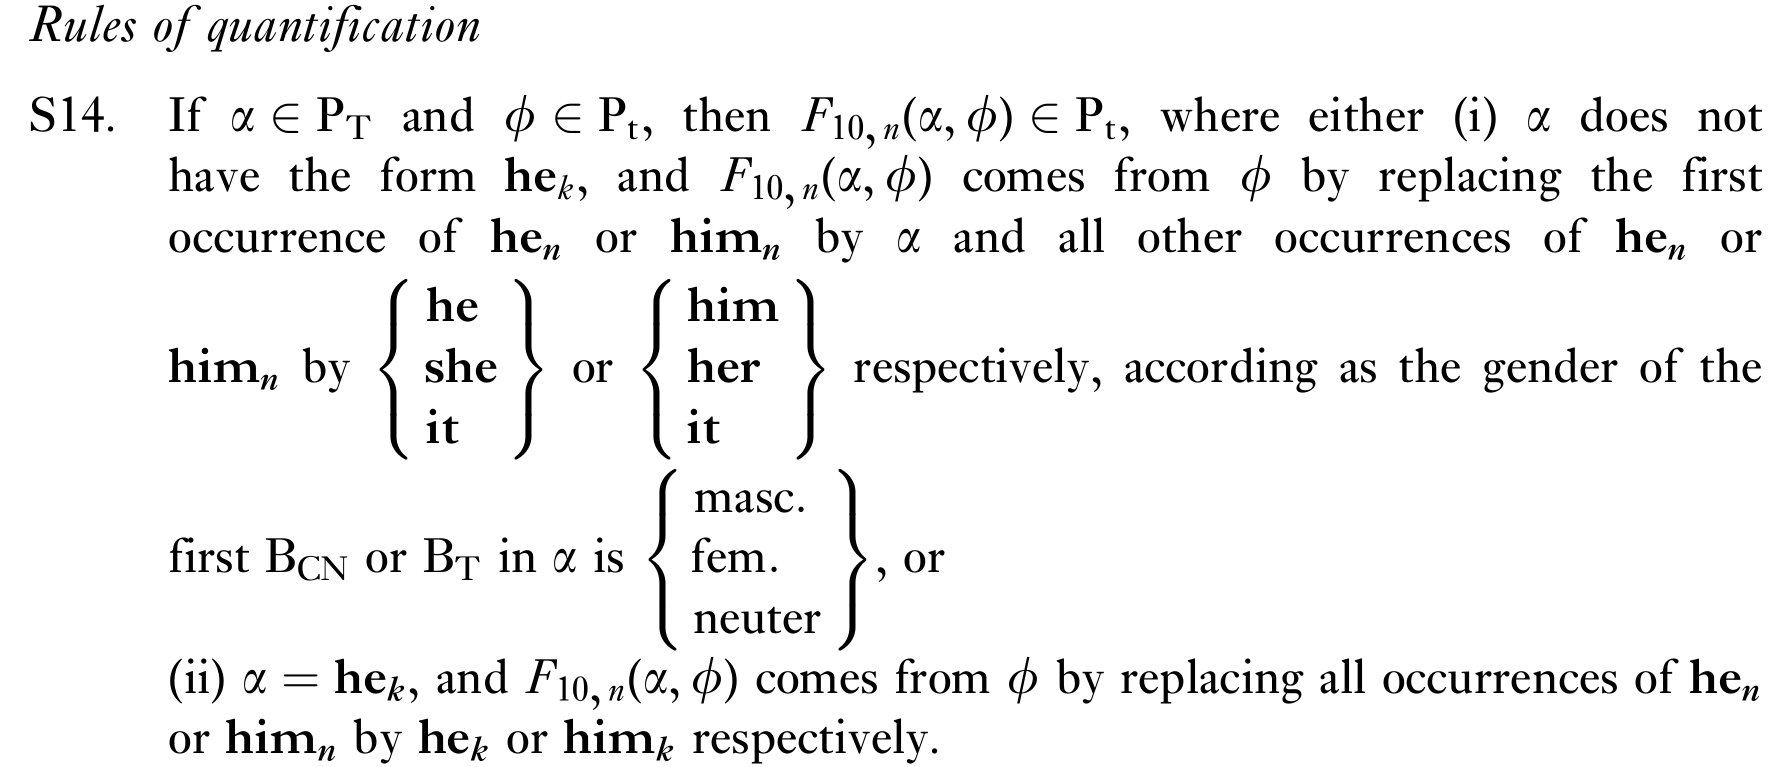 Rules of quantification
S14. If α ∈ P_T and ϕ ∈ P_t, then F_{10, n}(α, ϕ) ∈ P_t, where either (i) α does not
have the form he_k, and F_{10, n}(α, ϕ) comes from ϕ by replacing the first
occurrence of he_n or him_n by α and all other occurrences of he_n or
him_n by { he she it } or { him her it } respectively, according as the gender of the
first B_CN or B_T in α is { masc. fem. neuter }, or
(ii) α = he_k, and F_{10, n}(α, ϕ) comes from ϕ by replacing all occurrences of he_n
or him_n by he_k or him_k respectively.